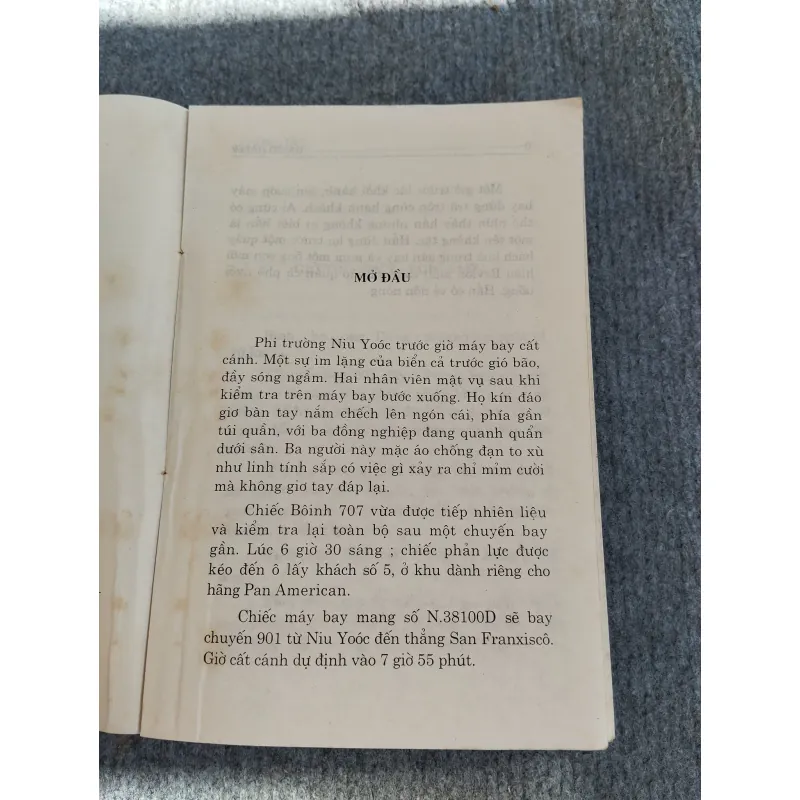 MỞ ĐẦU
Phi trường Niu Yoóc trước giờ máy bay cất
cánh. Một sự im lặng của biển cả trước gió bão,
đầy sóng ngầm. Hai nhân viên mật vụ sau khi
kiểm tra trên máy bay bước xuống. Họ kín đáo
giơ bàn tay nắm chếch lên ngón cái, phía gần
túi quần, với ba đồng nghiệp đang quanh quẩn
dưới sân. Ba người này mặc áo chống đạn to xù
như linh tính sắp có việc gì xảy ra chỉ mỉm cười
mà không giơ tay đáp lại.
Chiếc Bôinh 707 vừa được tiếp nhiên liệu
và kiểm tra lại toàn bộ sau một chuyến bay
gần. Lúc 6 giờ 30 sáng ; chiếc phản lực được
kéo đến ô lấy khách số 5, ở khu dành riêng cho
hãng Pan American.
Chiếc máy bay mang số N.38100D sẽ bay
chuyến 901 từ Niu Yoóc đến thẳng San Franxiscô.
Giờ cất cánh dự định vào 7 giờ 55 phút.